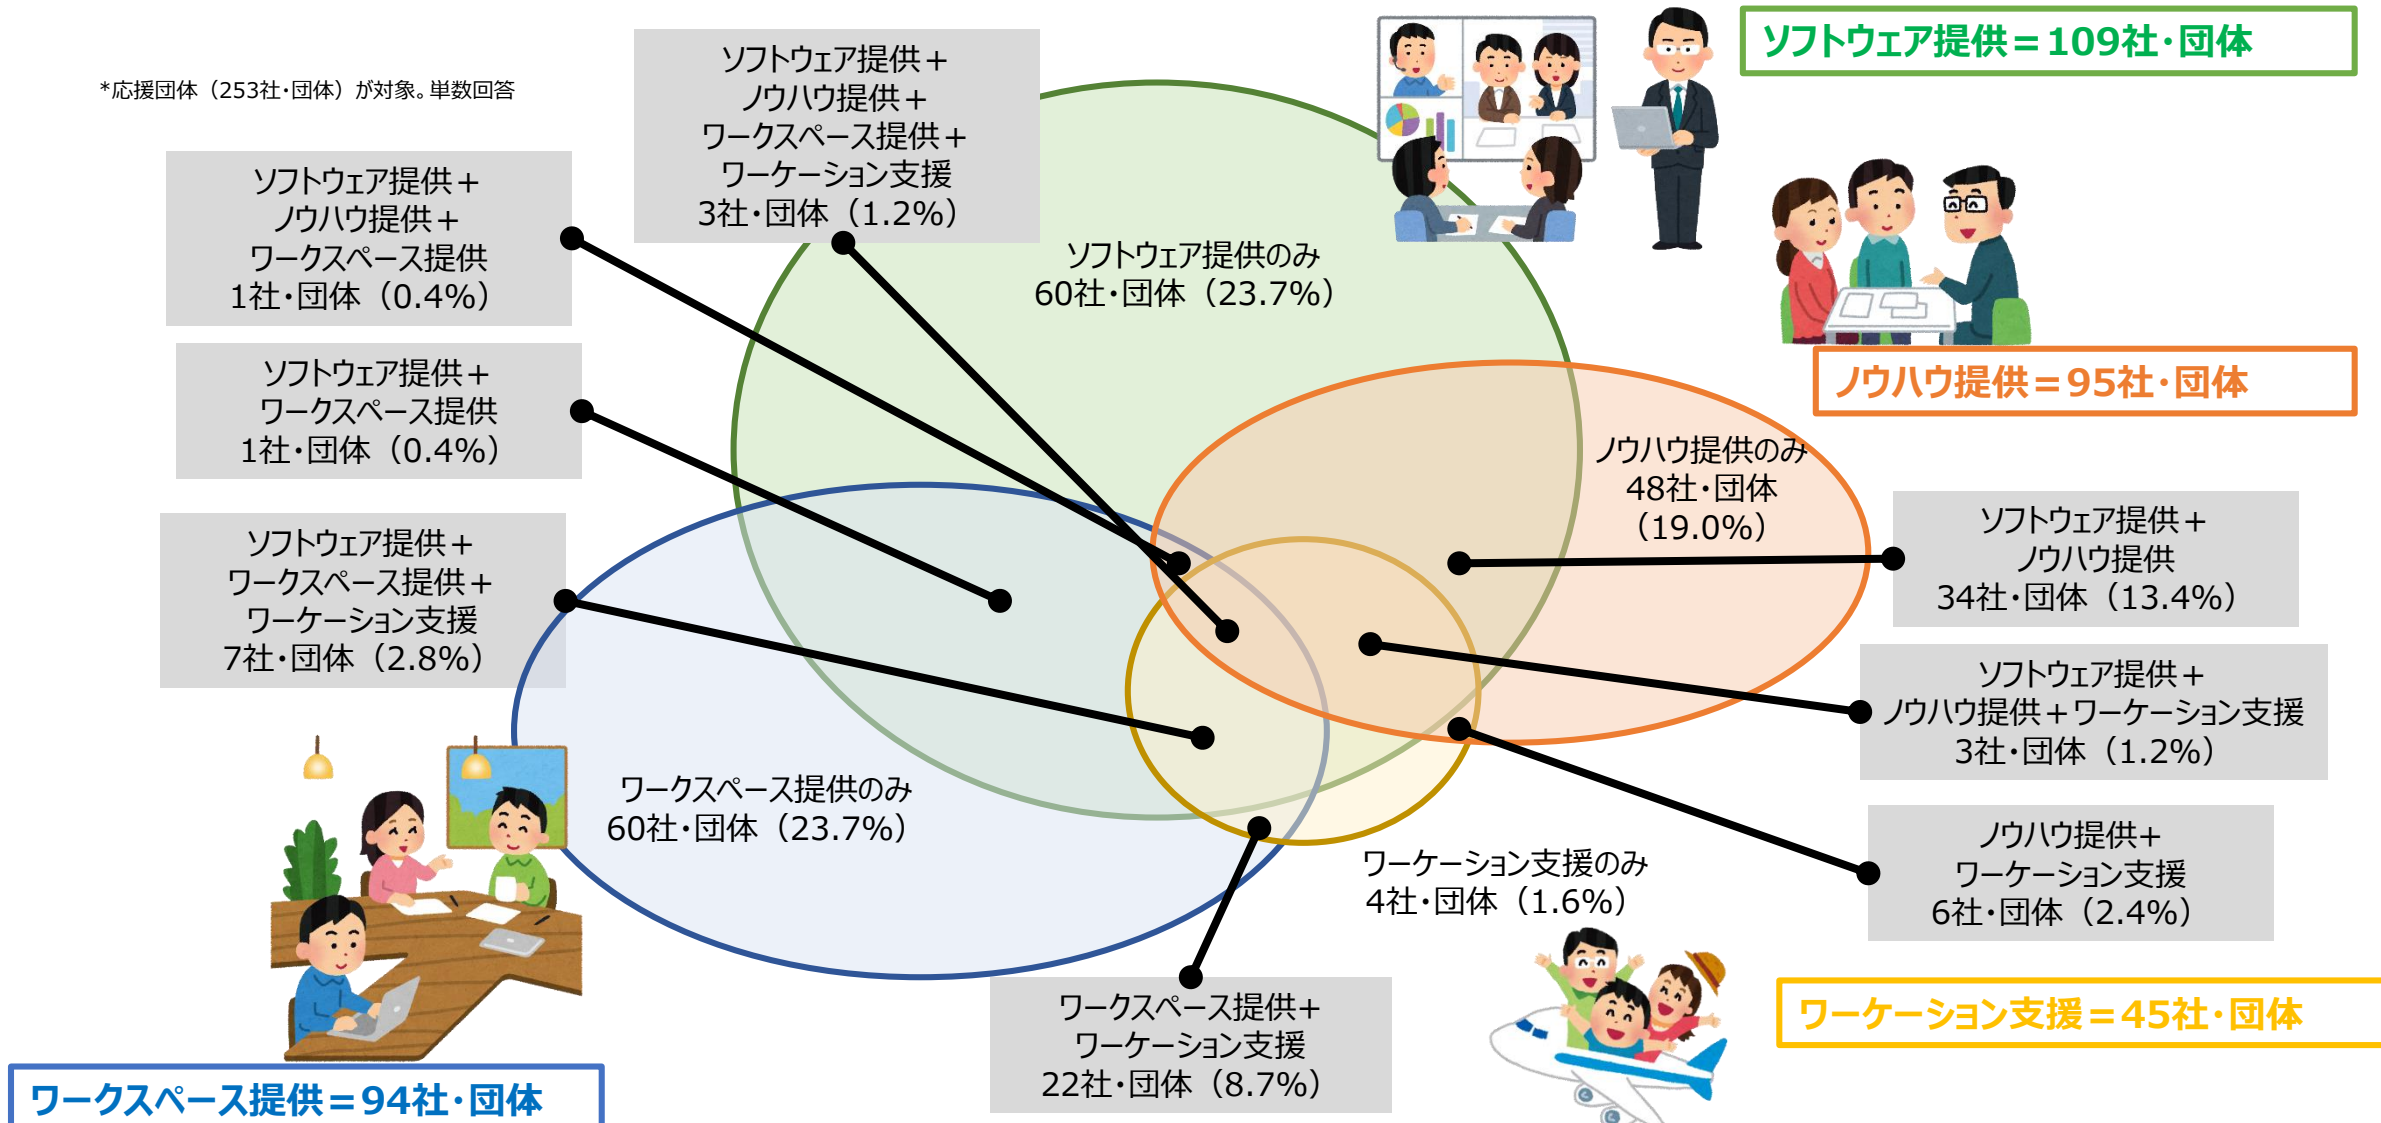 *応援団体（253社･団体）が対象。単数回答
ソフトウェア提供＋
ノウハウ提供＋
ワークスペース提供＋
ワーケーション支援
3社･団体（1.2%）
ソフトウェア提供＝109社･団体
ソフトウェア提供＋
ノウハウ提供＋
ワークスペース提供
1社･団体（0.4%）
ソフトウェア提供のみ
60社･団体（23.7%）
ソフトウェア提供＋
ワークスペース提供
1社･団体（0.4%）
ノウハウ提供＝95社･団体
ノウハウ提供のみ
48社･団体
（19.0%）
ソフトウェア提供＋
ワークスペース提供＋
ワーケーション支援
7社･団体（2.8%）
ソフトウェア提供＋
ノウハウ提供
34社･団体（13.4%）
ソフトウェア提供＋
ノウハウ提供＋ワーケーション支援
3社･団体（1.2%）
ワークスペース提供のみ
60社･団体（23.7%）
ワーケーション支援のみ
4社･団体（1.6%）
ノウハウ提供＋
ワーケーション支援
6社･団体（2.4%）
ワークスペース提供＋
ワーケーション支援
22社･団体（8.7%）
ワーケーション支援＝45社･団体
ワークスペース提供＝94社･団体